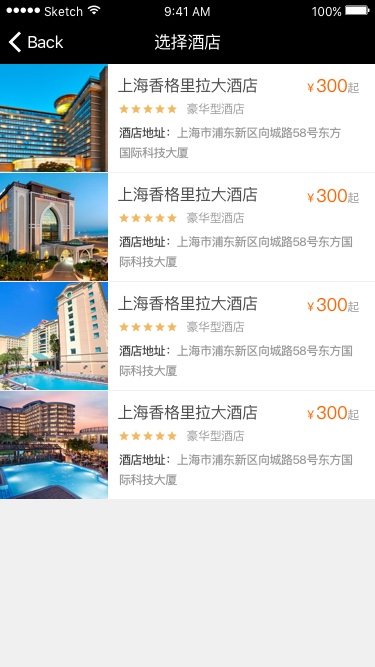 Sketch 9:41 AM 100%
Back 选择酒店
上海香格里拉大酒店 ¥300起
豪华型酒店
酒店地址：上海市浦东新区向城路58号东方
国际科技大厦
上海香格里拉大酒店 ¥300起
豪华型酒店
酒店地址：上海市浦东新区向城路58号东方国
际科技大厦
上海香格里拉大酒店 ¥300起
豪华型酒店
酒店地址：上海市浦东新区向城路58号东方国
际科技大厦
上海香格里拉大酒店 ¥300起
豪华型酒店
酒店地址：上海市浦东新区向城路58号东方国
际科技大厦